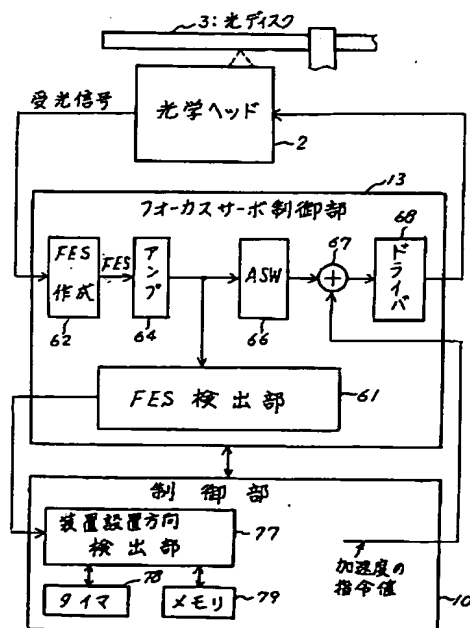 3:光ディスク
受光信号
光学ヘッド
2
13
フォーカスサーボ制御部
FES
作成
FES
アンプ
ASW
67
68
ドライバ
62
64
66
FES 検出部
61
制御部
装置設置方向
検出部
77
タイマ
78
メモリ
79
加速度の
指令値
10